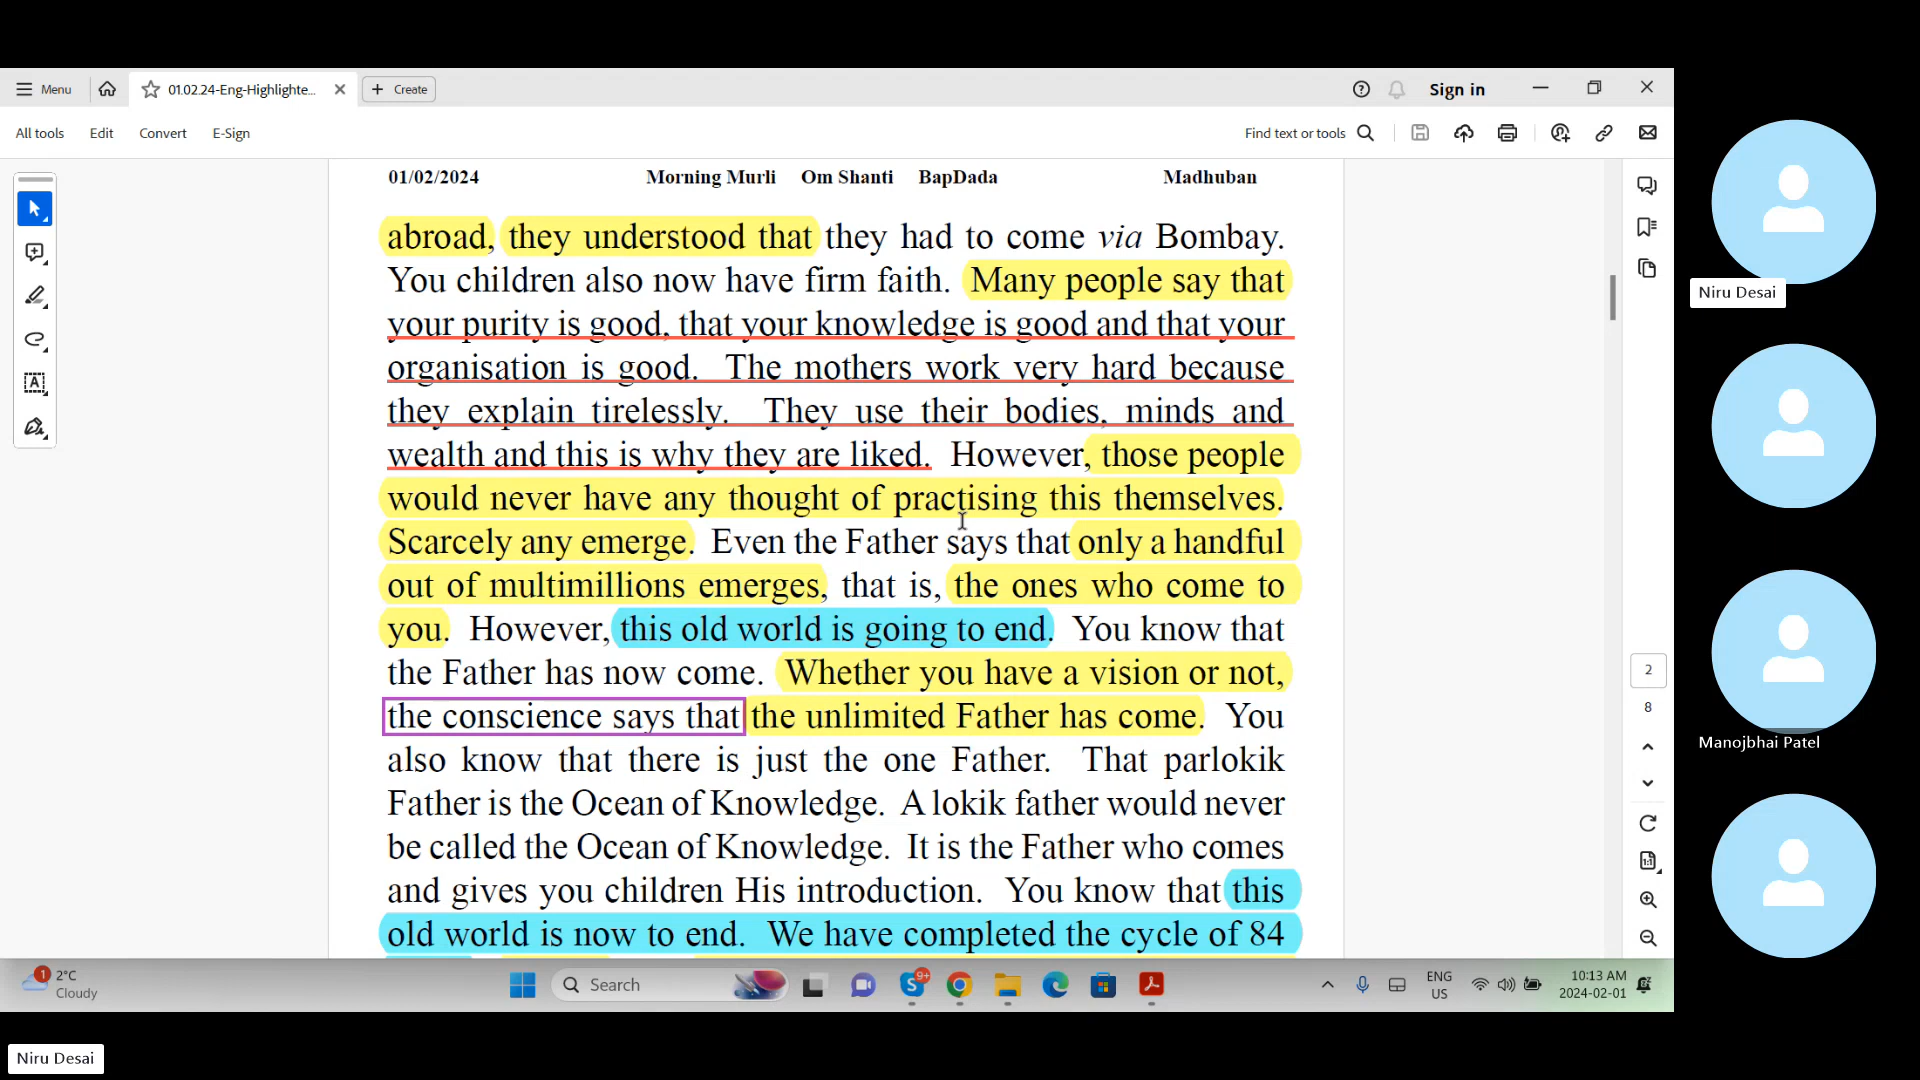 Menu
01.02.24-Eng-Highlighte...
Create
Sign in
All tools
Edit
Convert
E-Sign
Find text or tools
01/02/2024 Morning Murli Om Shanti BapDada Madhuban
abroad, they understood that they had to come via Bombay.
You children also now have firm faith. Many people say that
your purity is good, that your knowledge is good and that your
organisation is good. The mothers work very hard because
they explain tirelessly. They use their bodies, minds and
wealth and this is why they are liked. However, those people
would never have any thought of practising this themselves.
Scarcely any emerge. Even the Father says that only a handful
out of multimillions emerges, that is, the ones who come to
you. However, this old world is going to end. You know that
the Father has now come. Whether you have a vision or not,
the conscience says that the unlimited Father has come. You
also know that there is just the one Father. That parlokik
Father is the Ocean of Knowledge. A lokik father would never
be called the Ocean of Knowledge. It is the Father who comes
and gives you children His introduction. You know that this
old world is now to end. We have completed the cycle of 84
2
8
Niru Desai
Manojbhai Patel
1
2°C
Cloudy
Search
9+
ENG
US
10:13 AM
2024-02-01
Niru Desai